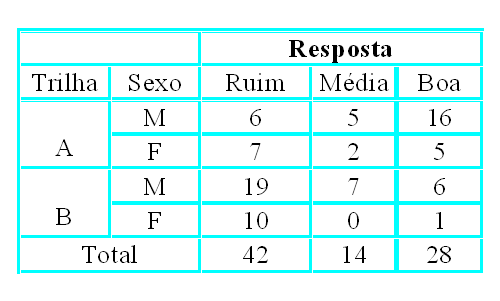 Resposta
Trilha Sexo Ruim Média Boa
A M 6 5 16
F 7 2 5
B M 19 7 6
F 10 0 1
Total 42 14 28